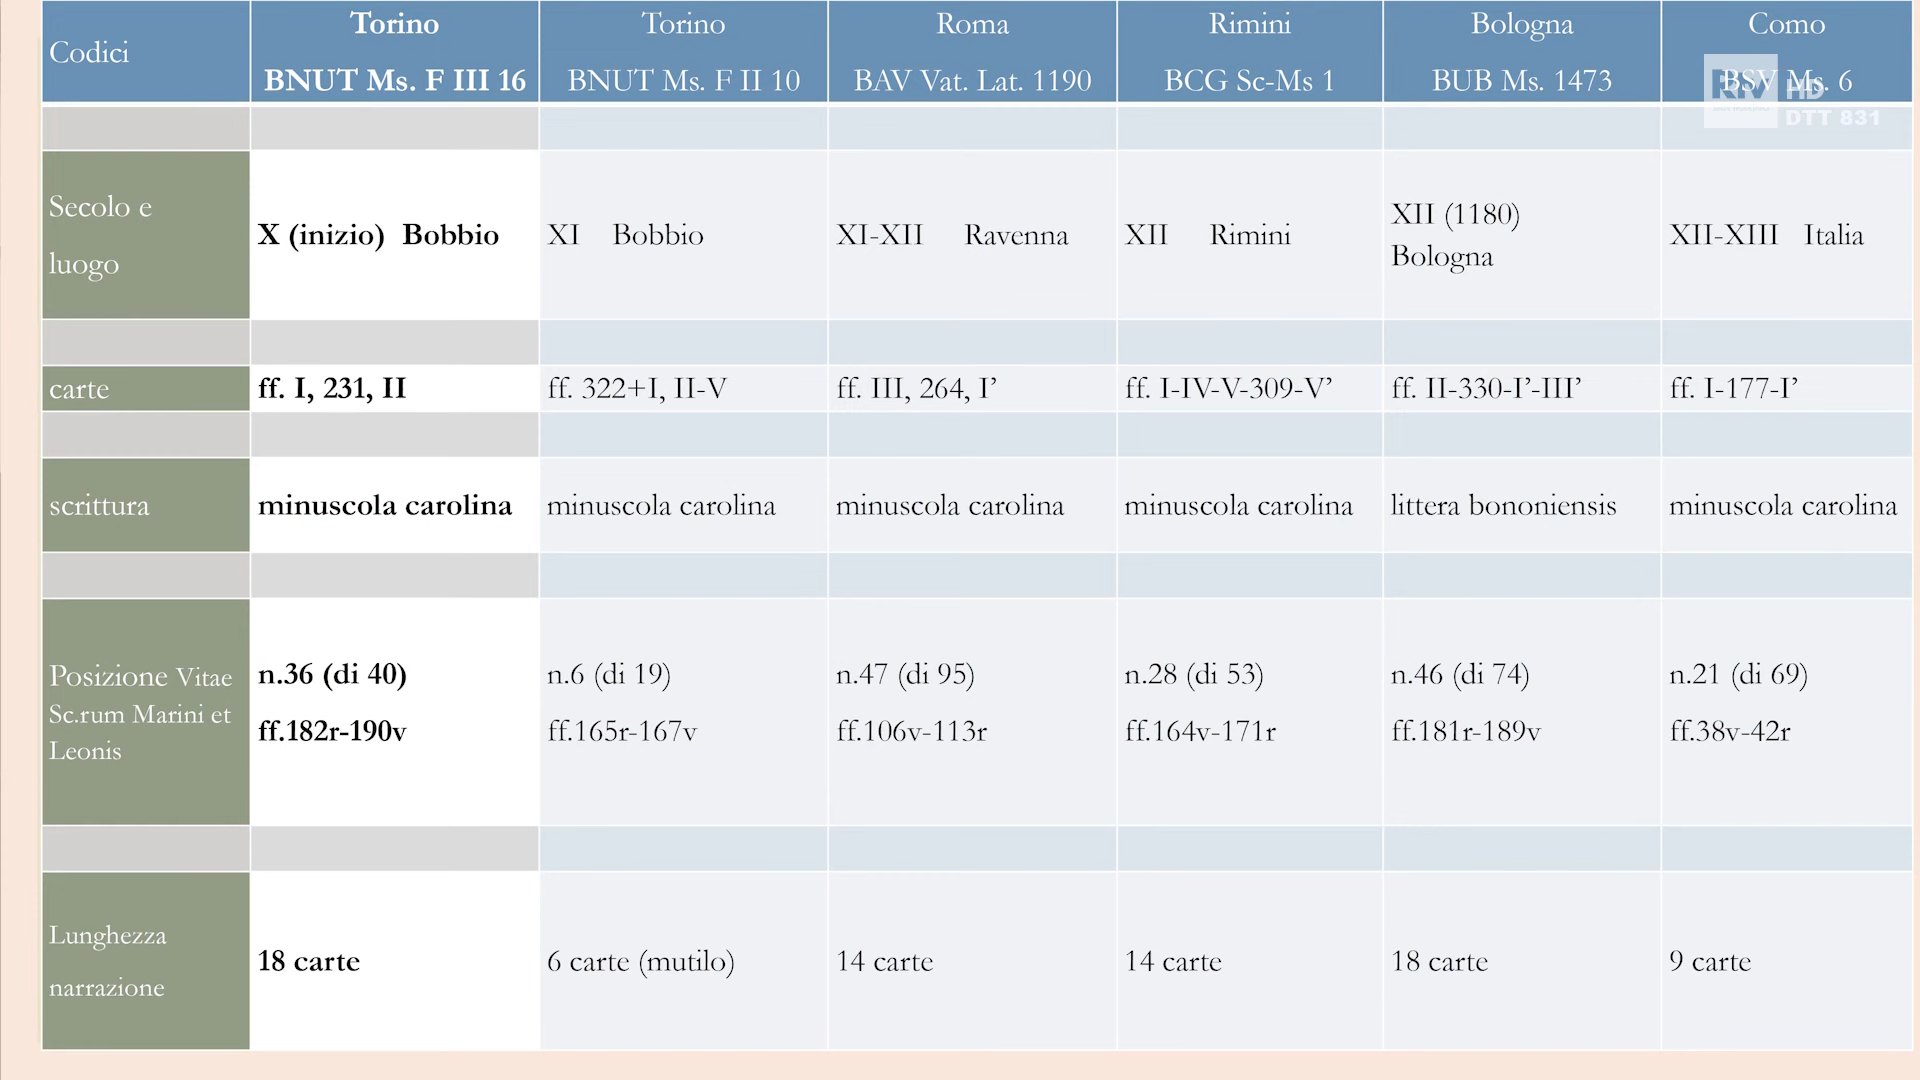 Codici
Torino
BNUT Ms. F III 16
Torino
BNUT Ms. F II 10
Roma
BAV Vat. Lat. 1190
Rimini
BCG Sc-Ms 1
Bologna
BUB Ms. 1473
Como
BSV Ms. 6
RTV HD
SAN MARINO
DTT 831
Secolo e
luogo
X (inizio) Bobbio
XI Bobbio
XI-XII Ravenna
XII Rimini
XII (1180)
Bologna
XII-XIII Italia
carte
ff. I, 231, II
ff. 322+I, II-V
ff. III, 264, I’
ff. I-IV-V-309-V’
ff. II-330-I’-III’
ff. I-177-I’
scrittura
minuscola carolina
minuscola carolina
minuscola carolina
minuscola carolina
littera bononiensis
minuscola carolina
Posizione Vitae
Sc.rum Marini et
Leonis
n.36 (di 40)
ff.182r-190v
n.6 (di 19)
ff.165r-167v
n.47 (di 95)
ff.106v-113r
n.28 (di 53)
ff.164v-171r
n.46 (di 74)
ff.181r-189v
n.21 (di 69)
ff.38v-42r
Lunghezza
narrazione
18 carte
6 carte (mutilo)
14 carte
14 carte
18 carte
9 carte